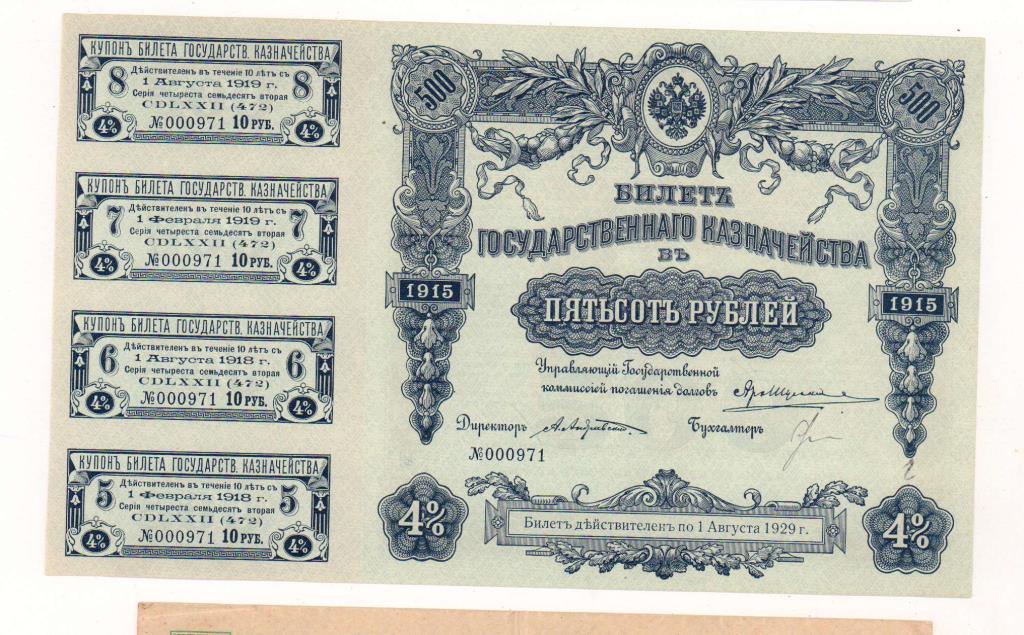 КУПОНЪ БИЛЕТА ГОСУДАРСТВ. КАЗНАЧЕЙСТВА
Дѣйствителенъ въ теченіе 10 лѣтъ съ
8 1 Августа 1919 г. 8
Серія четыреста семьдесятъ вторая
CDLXXII (472)
4% №000971 10 РУБ. 4%
КУПОНЪ БИЛЕТА ГОСУДАРСТВ. КАЗНАЧЕЙСТВА
Дѣйствителенъ въ теченіе 10 лѣтъ съ
7 1 Февраля 1919 г. 7
Серія четыреста семьдесятъ вторая
CDLXXII (472)
4% №000971 10 РУБ. 4%
КУПОНЪ БИЛЕТА ГОСУДАРСТВ. КАЗНАЧЕЙСТВА
Дѣйствителенъ въ теченіе 10 лѣтъ съ
6 1 Августа 1918 г. 6
Серія четыреста семьдесятъ вторая
CDLXXII (472)
4% №000971 10 РУБ. 4%
КУПОНЪ БИЛЕТА ГОСУДАРСТВ. КАЗНАЧЕЙСТВА
Дѣйствителенъ въ теченіе 10 лѣтъ съ
5 1 Февраля 1918 г. 5
Серія четыреста семьдесятъ вторая
CDLXXII (472)
4% №000971 10 РУБ. 4%
500 500
БИЛЕТЪ
ГОСУДАРСТВЕННАГО КАЗНАЧЕЙСТВА
ВЪ
1915 ПЯТЬСОТЪ РУБЛЕЙ 1915
Управляющій Государственной
коммиссіей погашенія долговъ
Директоръ Бухгалтеръ
№000971
4% Билетъ дѣйствителенъ по 1 Августа 1929 г. 4%